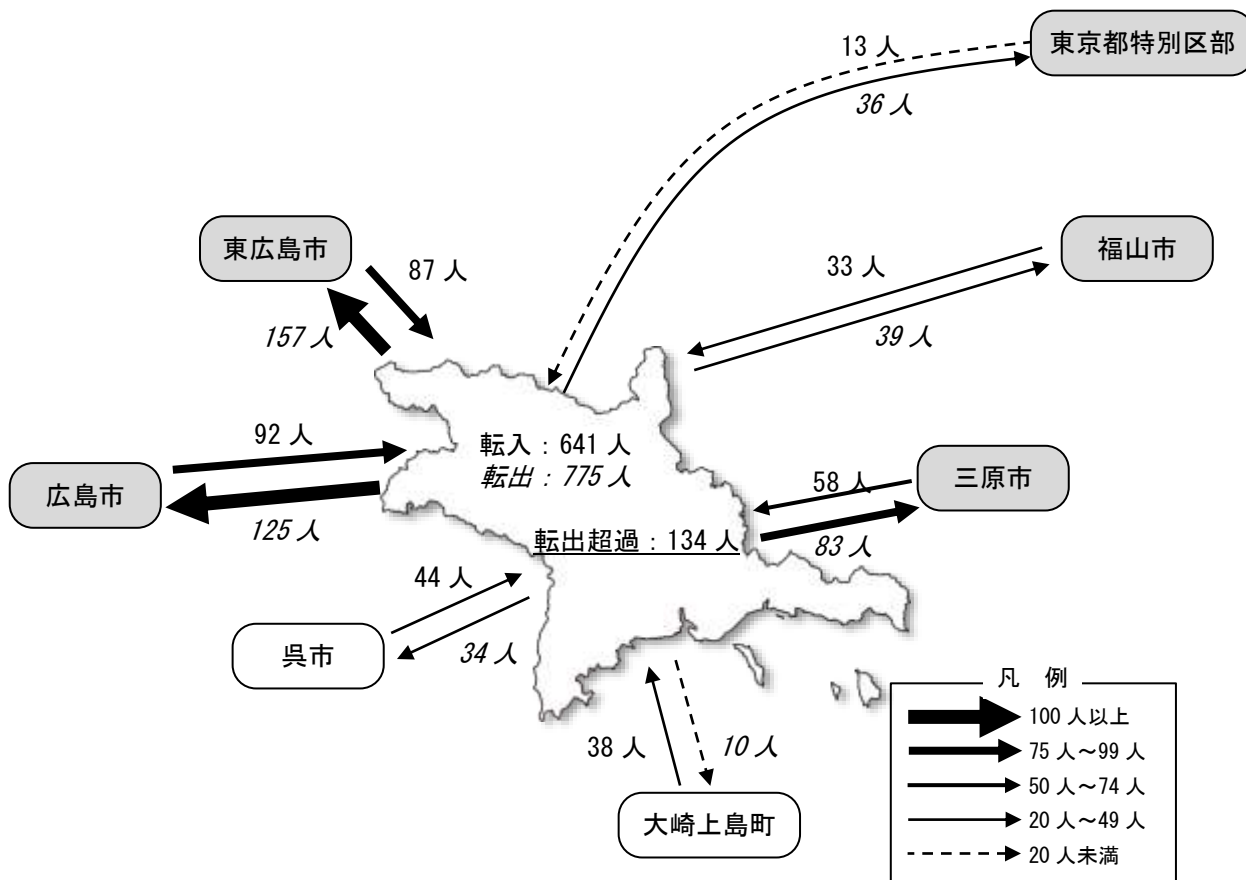 13 人
東京都特別区部
36 人
東広島市
87 人
157 人
33 人
福山市
39 人
92 人
広島市
125 人
転入：641 人
転出：775 人
転出超過：134 人
58 人
三原市
83 人
44 人
呉市
34 人
38 人
10 人
大崎上島町
凡 例
100 人以上
75 人～99 人
50 人～74 人
20 人～49 人
20 人未満